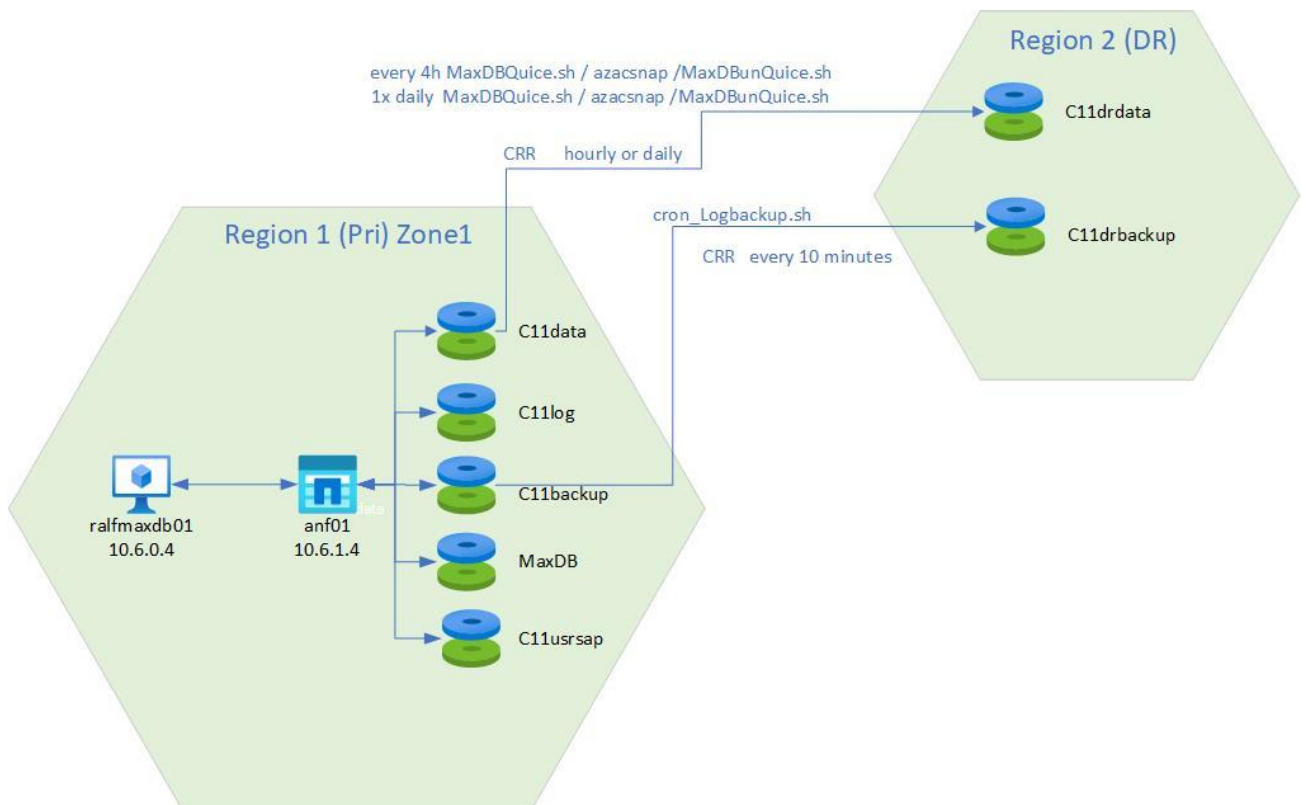 Region 2 (DR)
every 4h MaxDBQuice.sh / azacsnap /MaxDBunQuice.sh
1x daily MaxDBQuice.sh / azacsnap /MaxDBunQuice.sh
C11drdata
CRR hourly or daily
cron_Logbackup.sh
Region 1 (Pri) Zone1
C11drbackup
CRR every 10 minutes
C11data
C11log
C11backup
data
ralfmaxdb01
10.6.0.4
anf01
10.6.1.4
MaxDB
C11usrsap